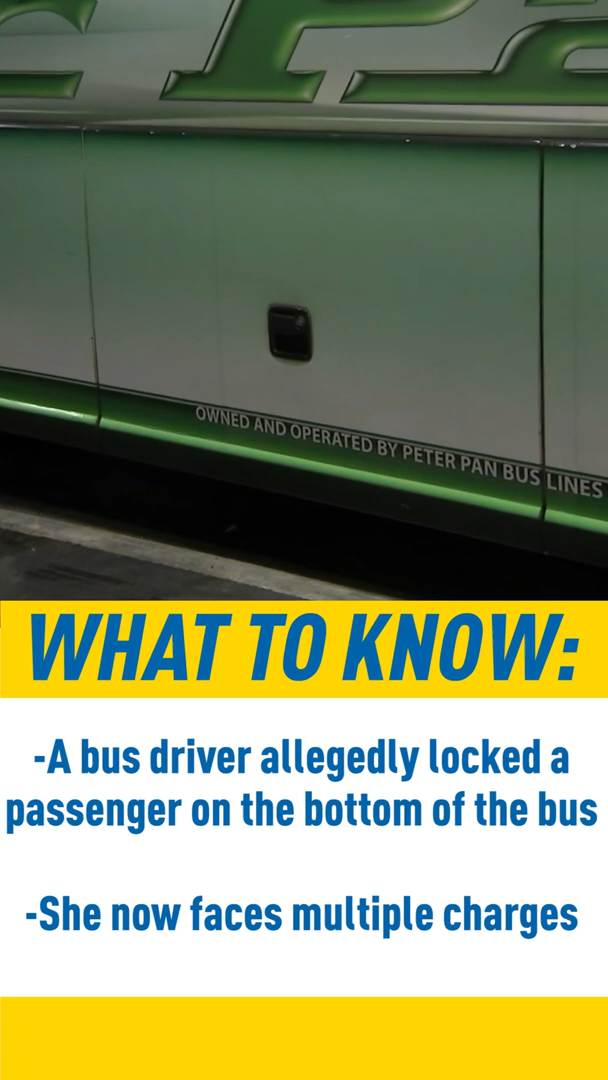 P
OWNED AND OPERATED BY PETER PAN BUS LINES
WHAT TO KNOW:
-A bus driver allegedly locked a
passenger on the bottom of the bus
-She now faces multiple charges